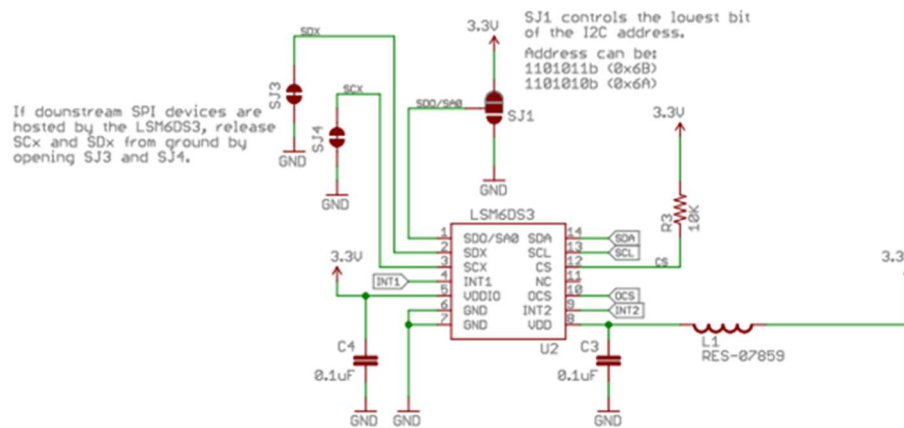 SJ1 controls the lowest bit
of the I2C address.
Address can be:
1101011b (0x6B)
1101010b (0x6A)
3.3V
SDX
SJ3
GND
SCX
SJ4
GND
If downstream SPI devices are
hosted by the LSM6DS3, release
SCx and SDx from ground by
opening SJ3 and SJ4.
SDO/SA0
SJ1
GND
3.3V
R3
10K
CS
LSM6DS3
1 SDO/SA0 SDA 14 SDA
2 SDX SCL 13 SCL
3 SCX CS 12
INT1 4 INT1 NC 11
5 VDDIO OCS 10 OCS
6 GND INT2 9 INT2
7 GND VDD 8
U2
3.3V
C4
0.1uF
GND
GND
C3
0.1uF
GND
L1
RES-07859
3.3